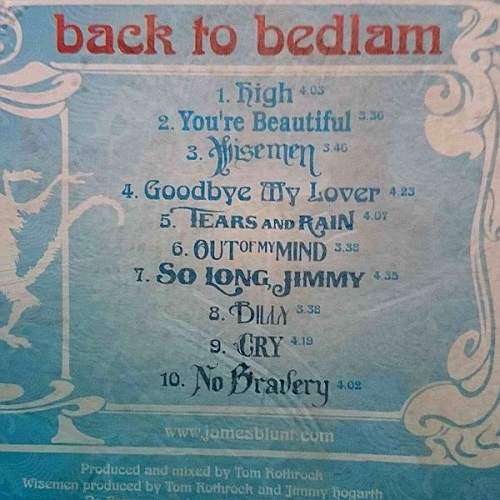 back to bedlam
1. High 4.03
2. You're Beautiful 3.30
3. Wisemen 3.40
4. Goodbye My Lover 4.23
5. TEARS AND RAIN 4.07
6. OUT OF MY MIND 3.38
7. SO LONG, JIMMY 4.35
8. BILLY 3.38
9. CRY 4.19
10. No Bravery 4.02
www.jamesblunt.com
Produced and mixed by Tom Rothrock
Wisemen produced by Tom Rothrock and Jimmy Hogarth